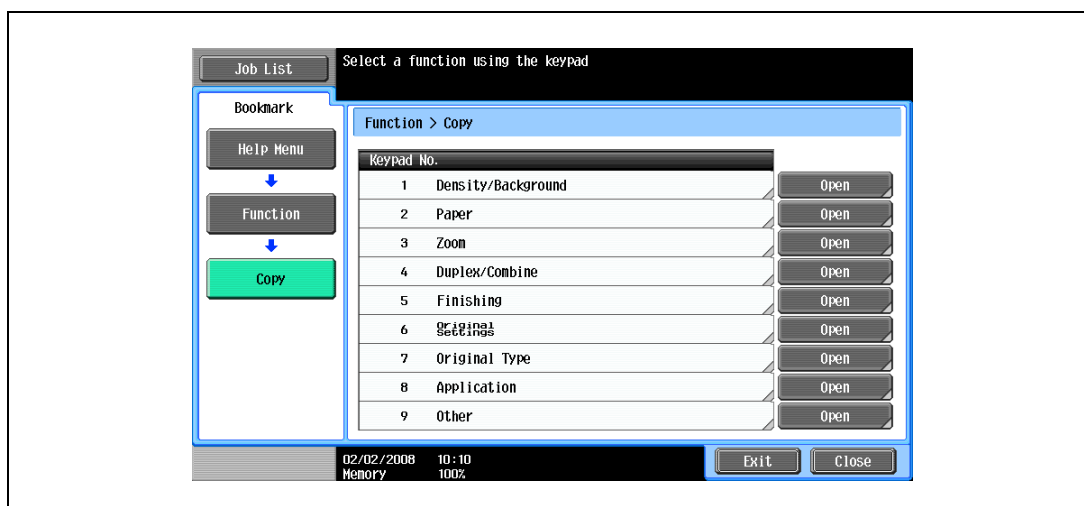 Job List
Select a function using the keypad
Bookmark
Help Menu
Function
Copy
Function > Copy
Keypad No.
1 Density/Background Open
2 Paper Open
3 Zoom Open
4 Duplex/Combine Open
5 Finishing Open
6 Original Settings Open
7 Original Type Open
8 Application Open
9 Other Open
02/02/2008 10:10
Memory 100%
Exit Close